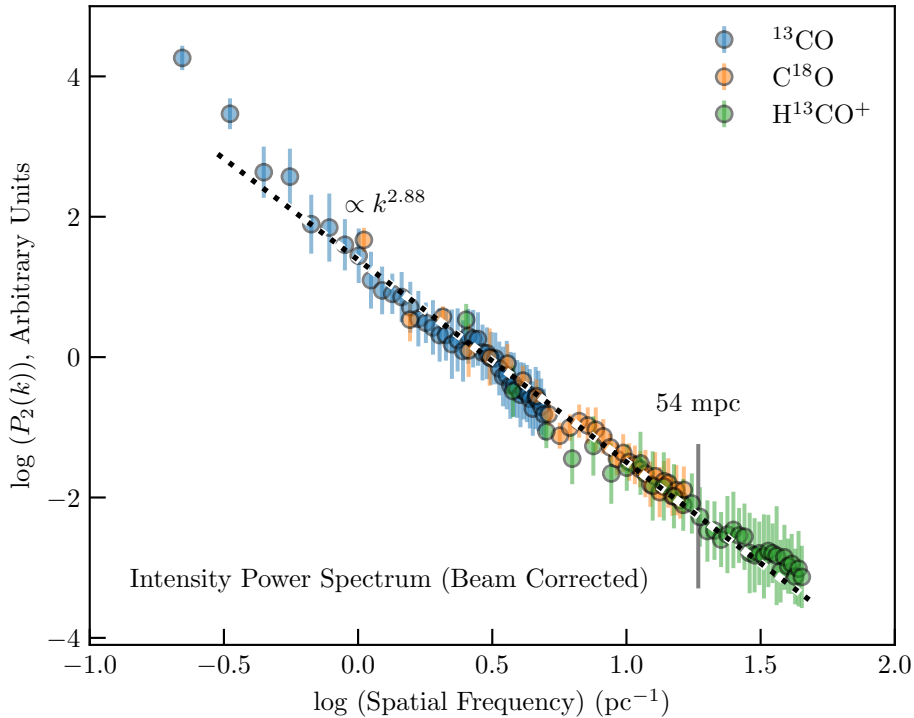 4
2
0
−2
−4
log (P₂(k)), Arbitrary Units
¹³CO
C¹⁸O
H¹³CO⁺
∝ k^2.88
54 mpc
Intensity Power Spectrum (Beam Corrected)
−1.0 −0.5 0.0 0.5 1.0 1.5 2.0
log (Spatial Frequency) (pc⁻¹)